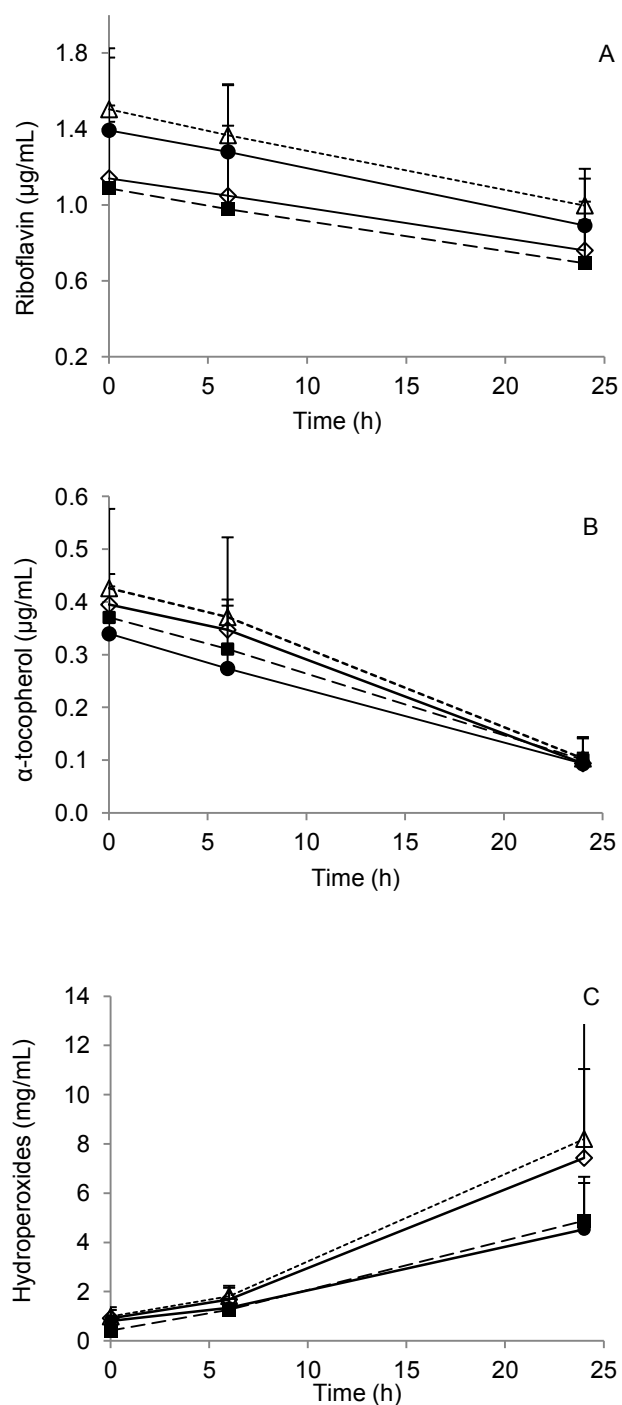 A
Riboflavin (µg/mL)
1.8
1.4
1.0
0.6
0.2
0 5 10 15 20 25
Time (h)
B
α-tocopherol (µg/mL)
0.6
0.5
0.4
0.3
0.2
0.1
0.0
0 5 10 15 20 25
Time (h)
C
Hydroperoxides (mg/mL)
14
12
10
8
6
4
2
0
0 5 10 15 20 25
Time (h)